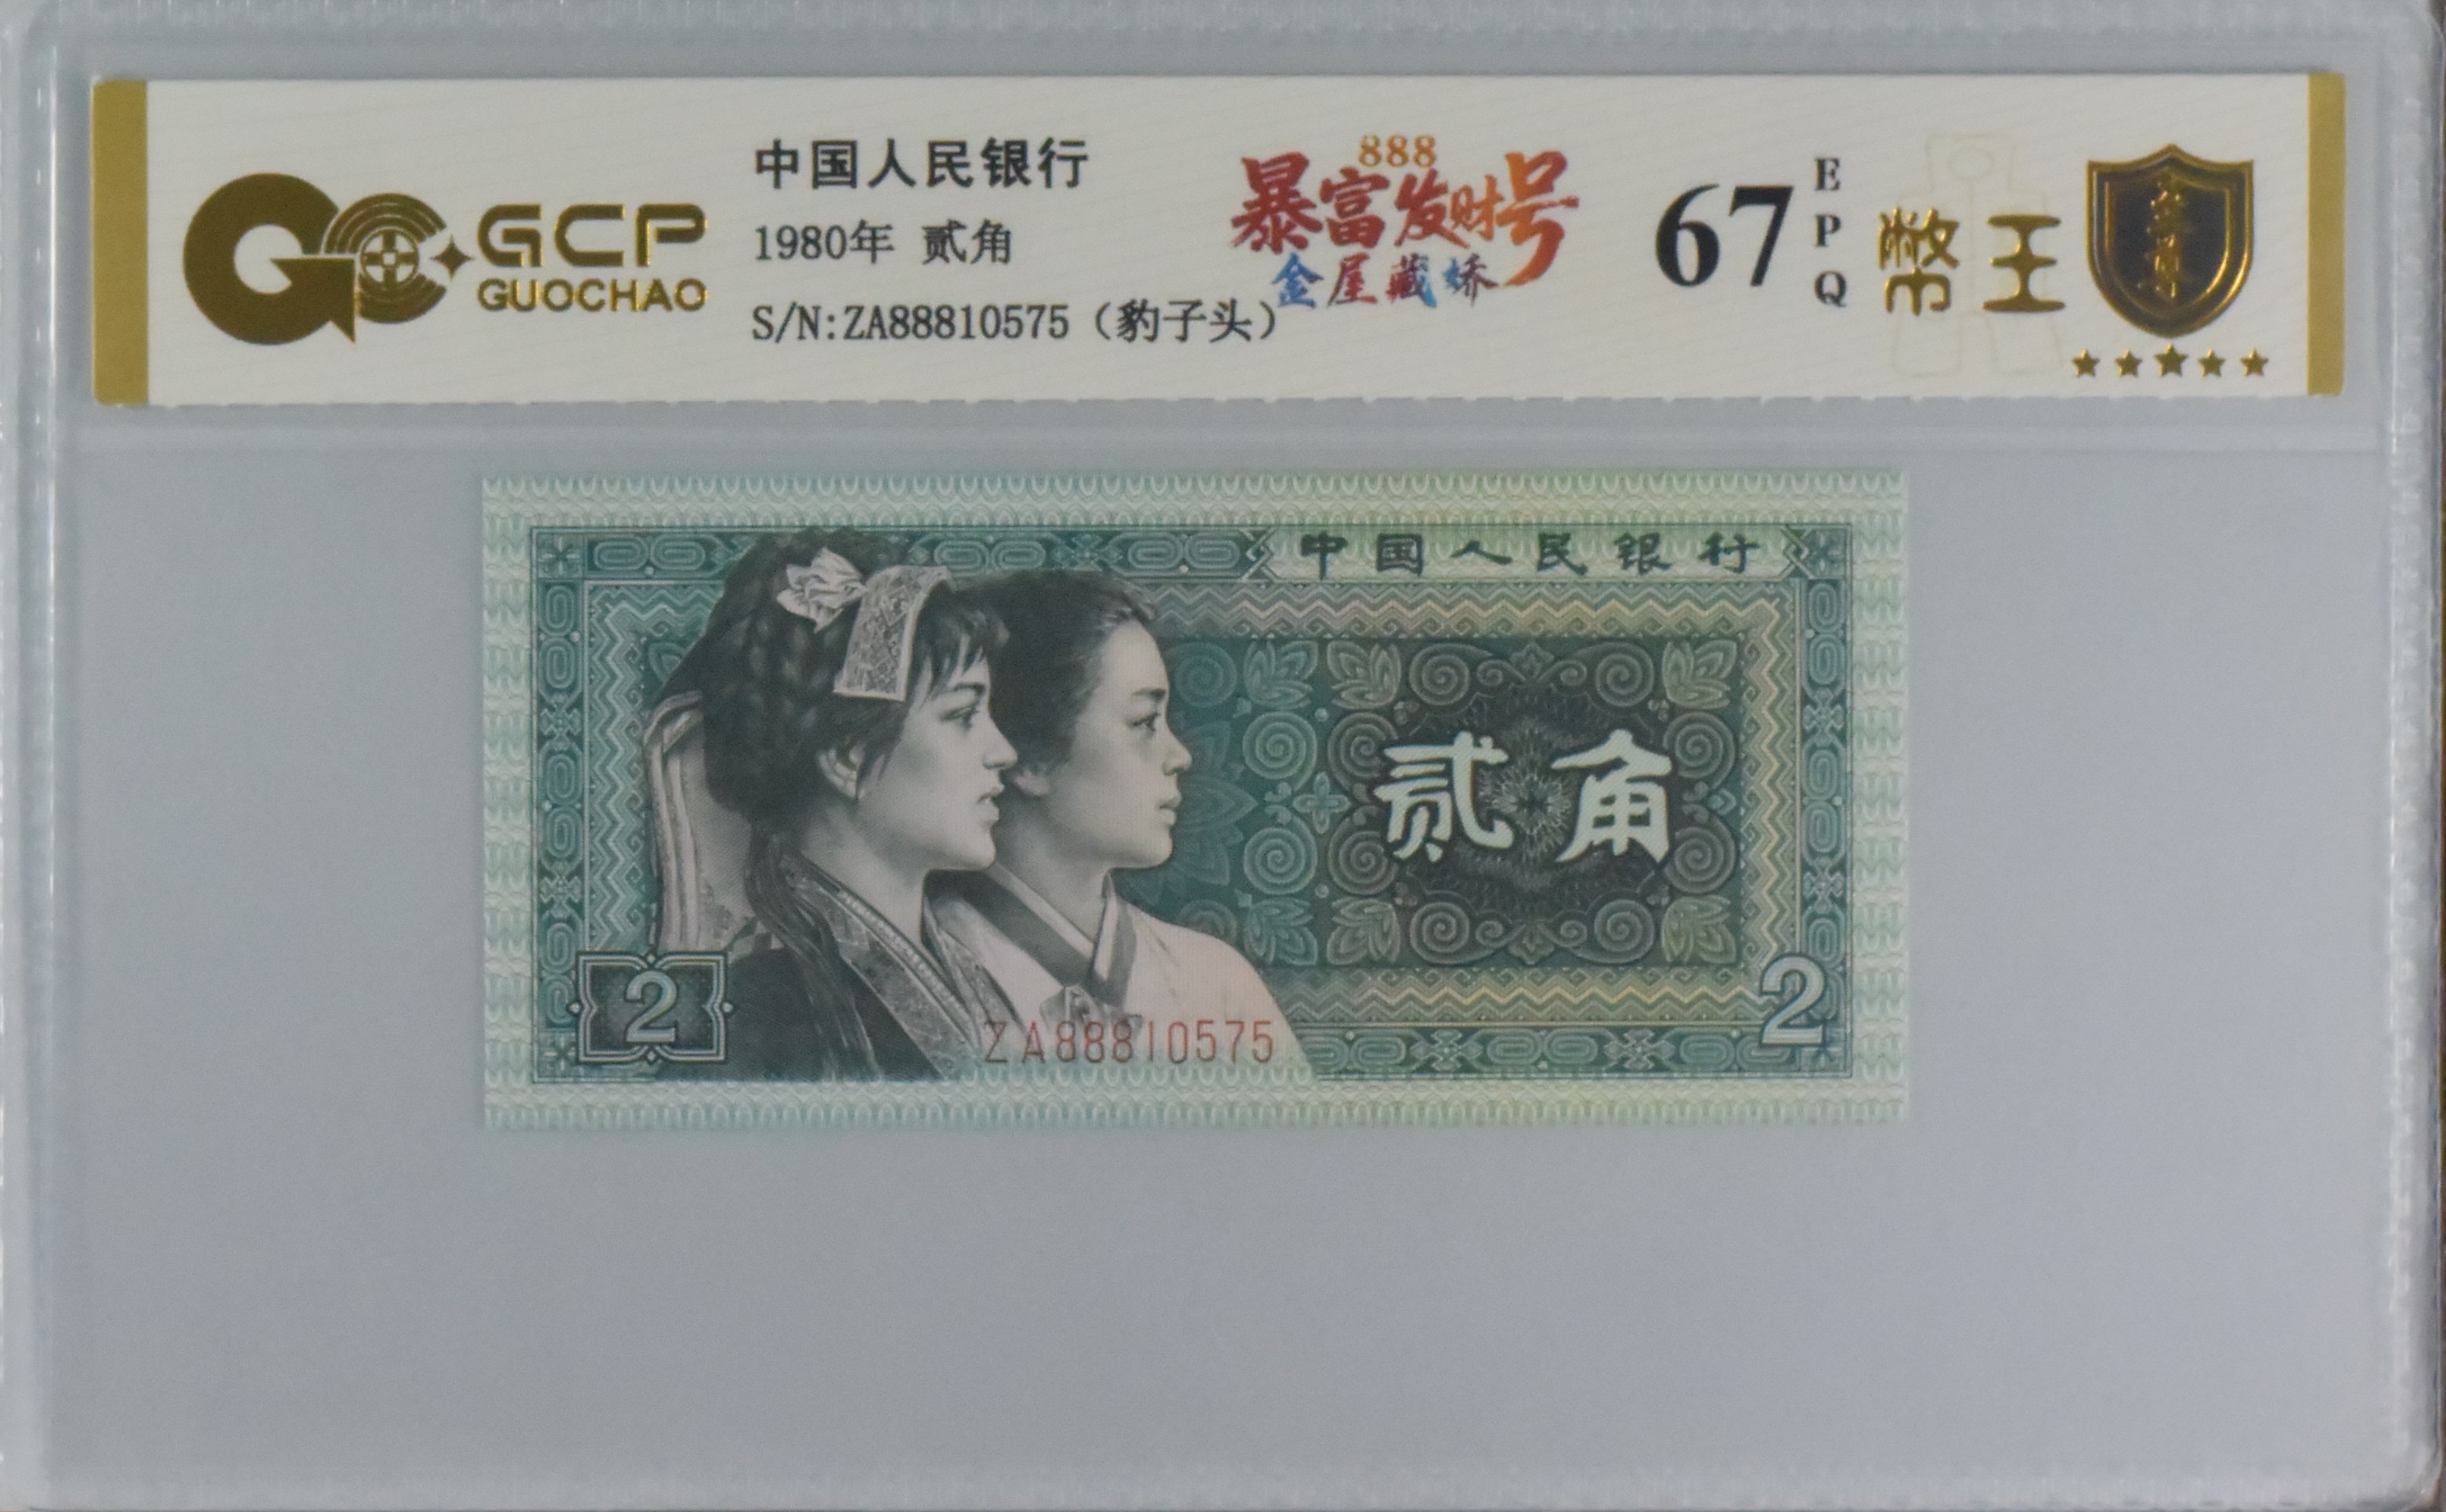 GCP
GUOCHAO
中国人民银行
1980年 贰角
S/N:ZA88810575（豹子头）
888
暴富发财号
金屋藏娇
67
EPQ
幣王
中国人民银行
贰角
2
ZA88810575
2